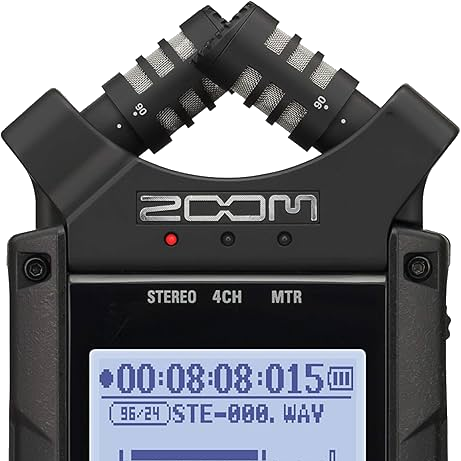 90° 90°
ZOOM
STEREO 4CH MTR
00:08:08:015
96/24 STE-000.WAV